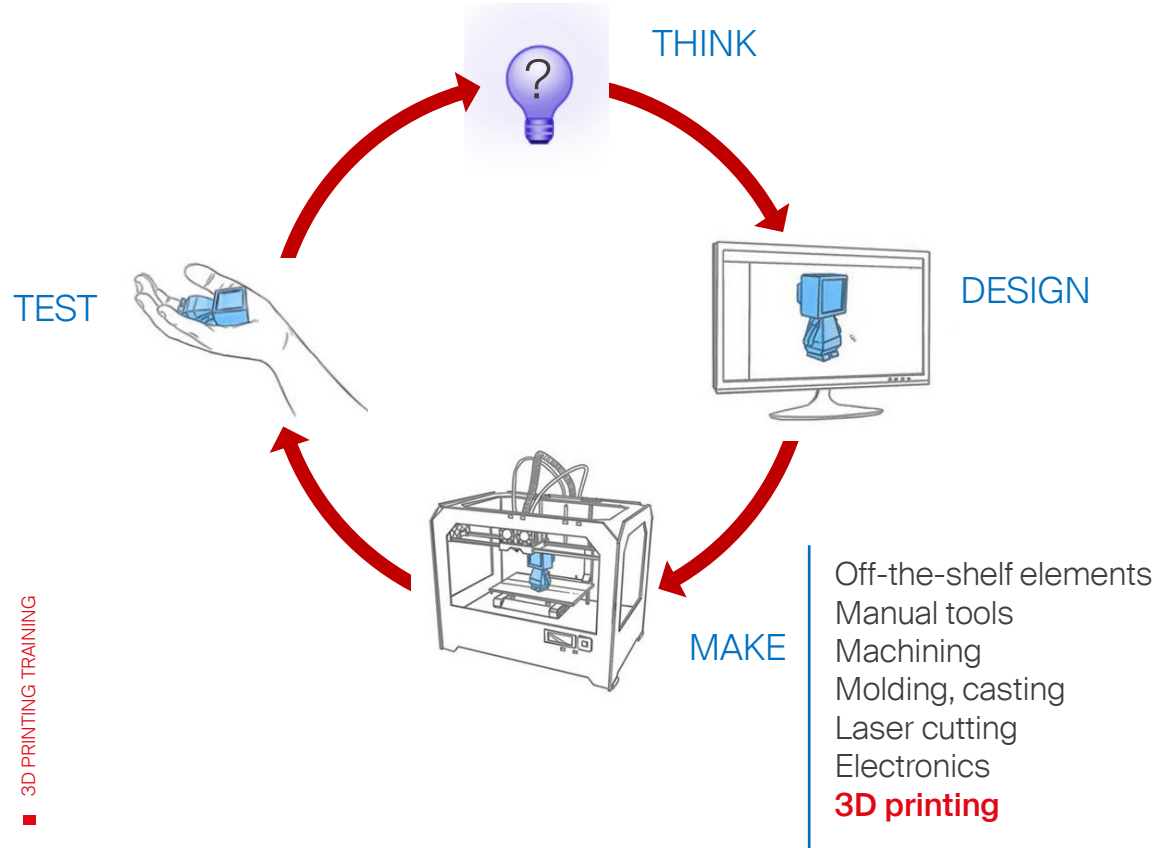 THINK
?
DESIGN
TEST
MAKE
Off-the-shelf elements
Manual tools
Machining
Molding, casting
Laser cutting
Electronics
3D printing
3D PRINTING TRAINING